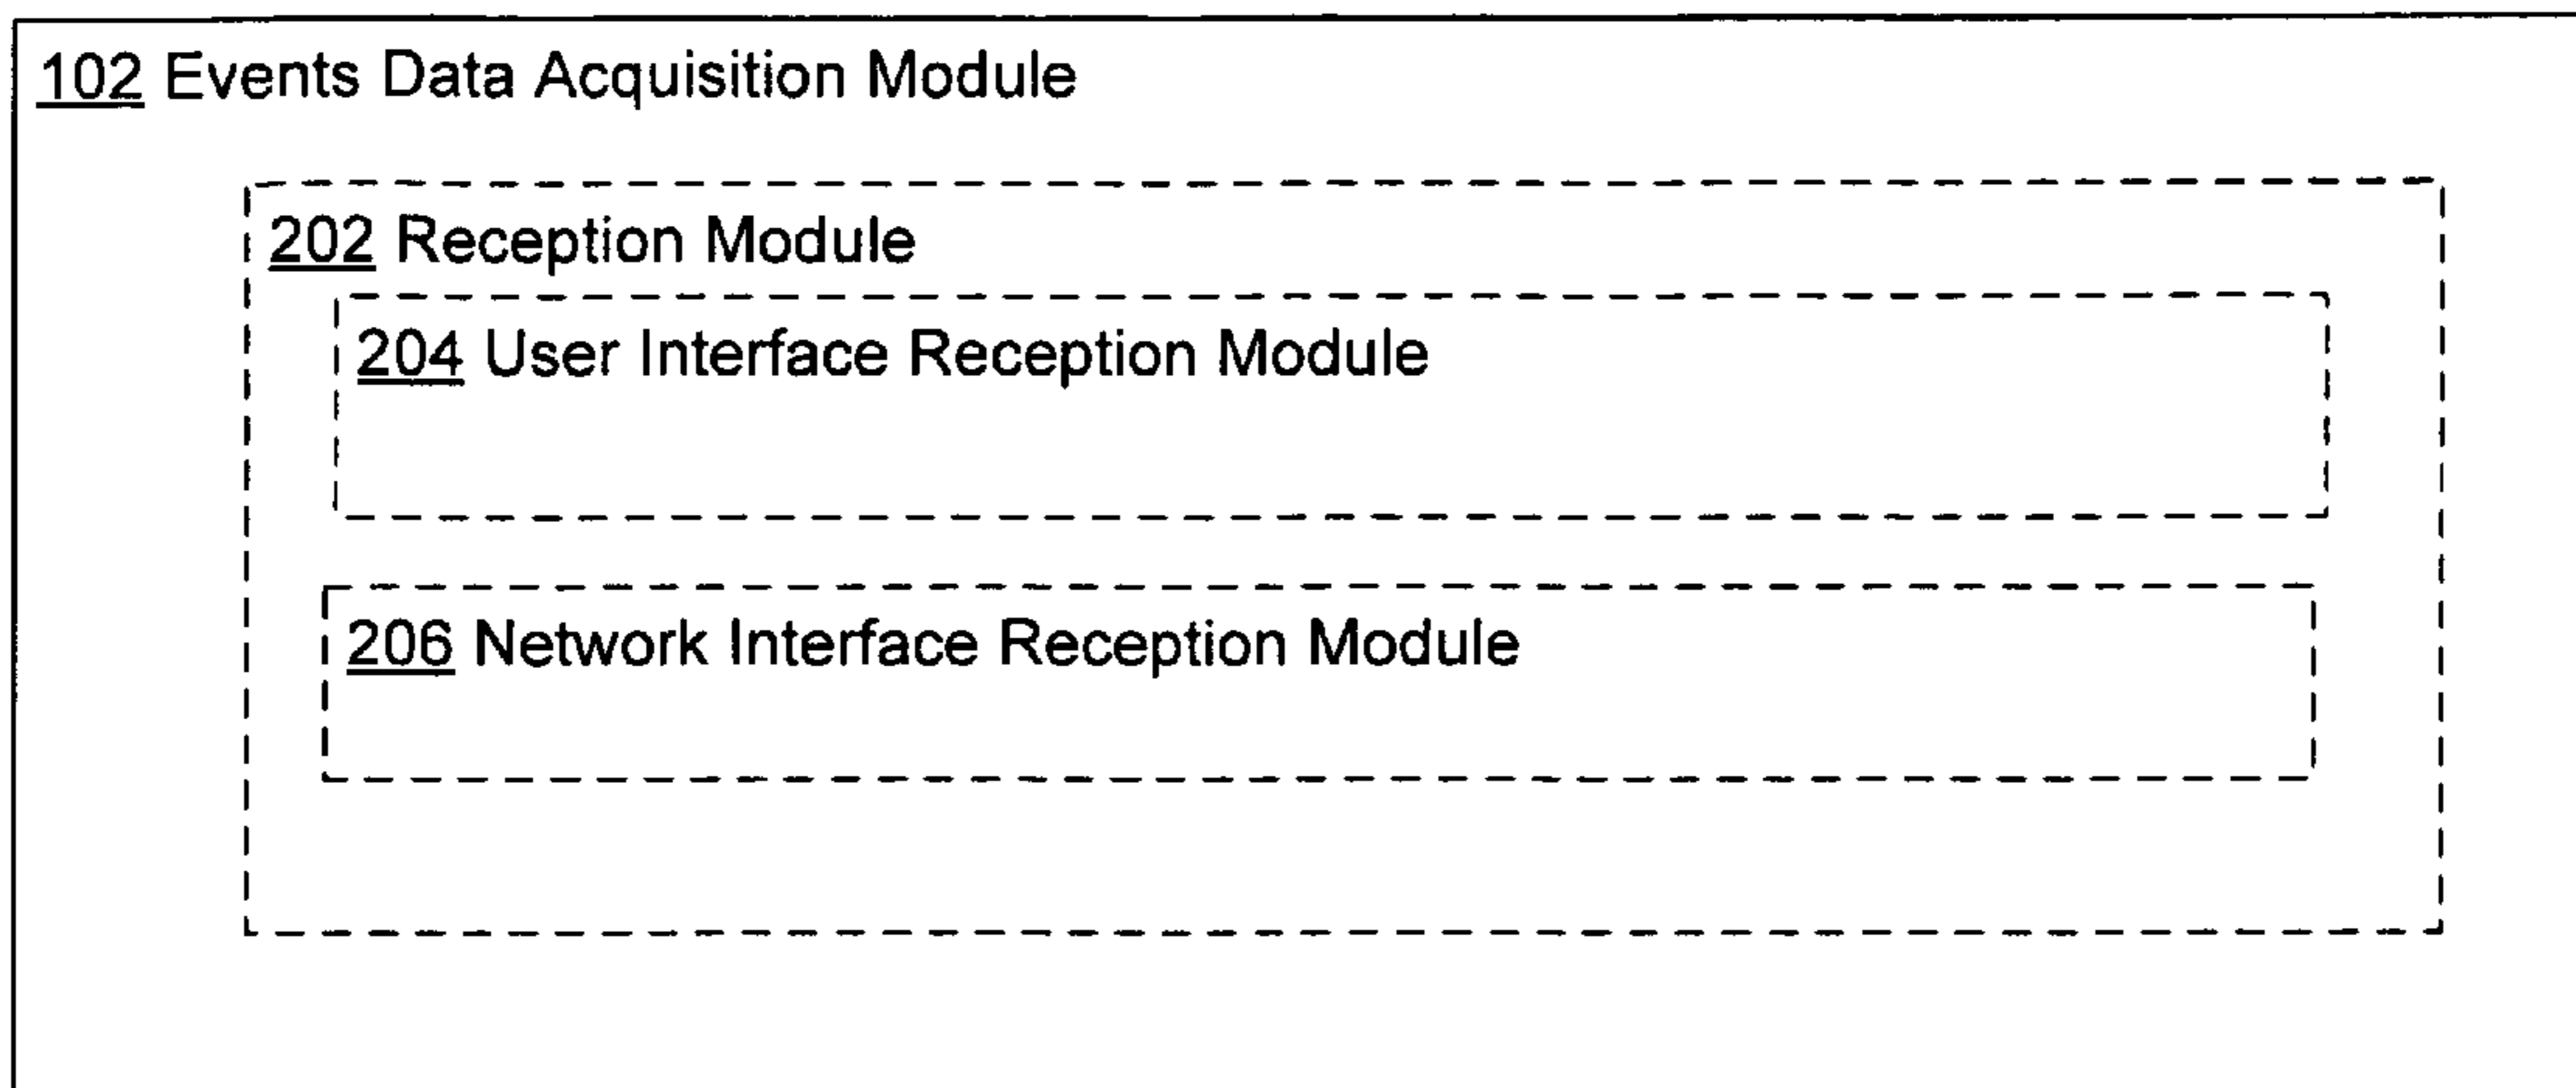 102 Events Data Acquisition Module
202 Reception Module
204 User Interface Reception Module
206 Network Interface Reception Module